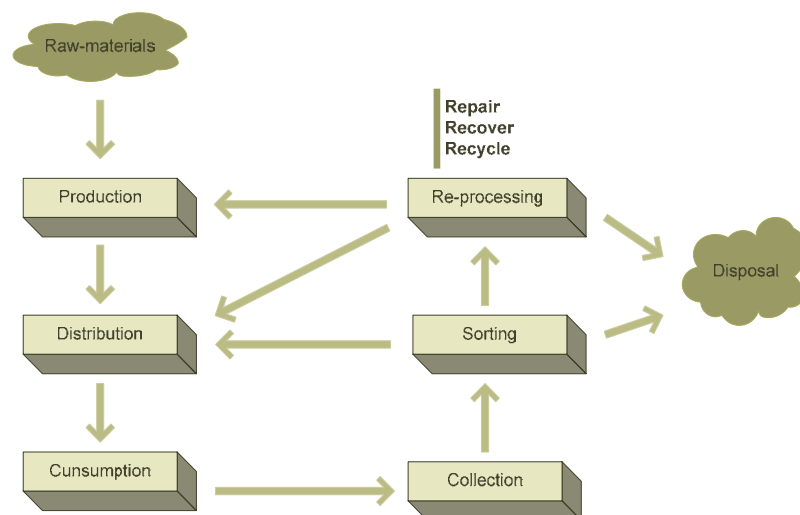 Raw-materials
Repair
Recover
Recycle
Production
Re-processing
Disposal
Distribution
Sorting
Cunsumption
Collection